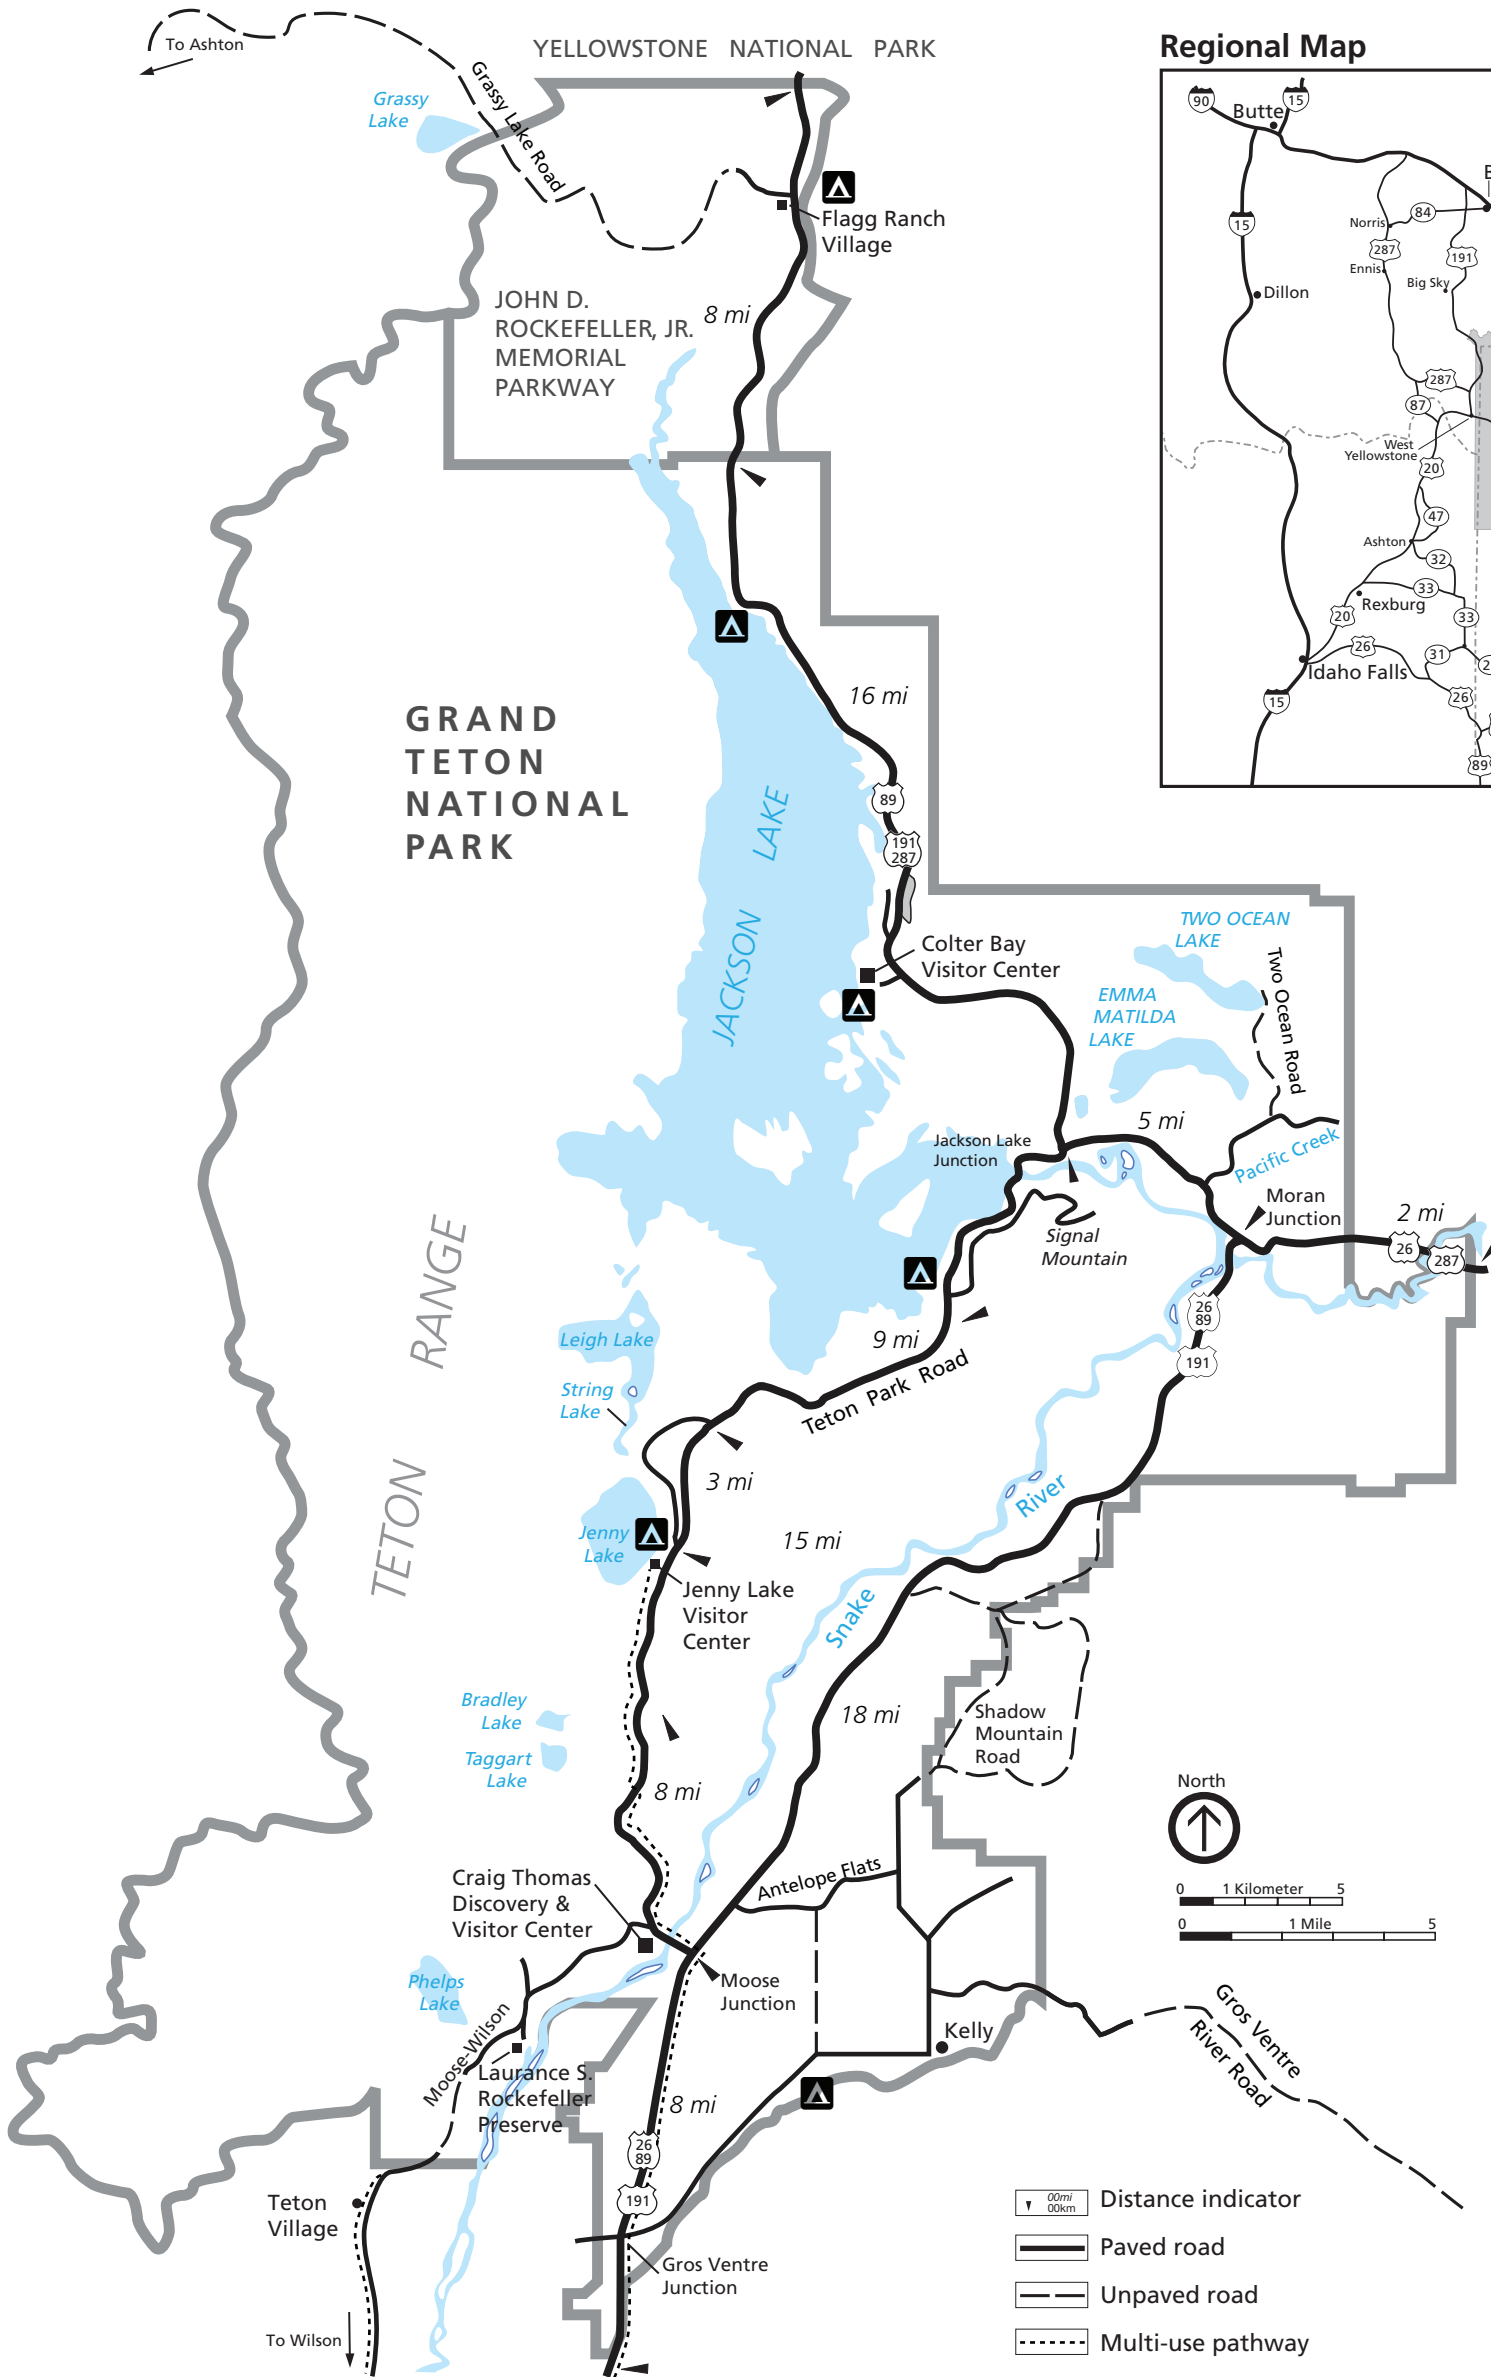 To Ashton
YELLOWSTONE NATIONAL PARK
Grassy
Lake
Grassy Lake Road
Flagg Ranch
Village
JOHN D.
ROCKEFELLER, JR.
MEMORIAL
PARKWAY
8 mi
16 mi
GRAND
TETON
NATIONAL
PARK
89
191
287
JACKSON LAKE
Colter Bay
Visitor Center
TWO OCEAN
LAKE
Two Ocean Road
EMMA
MATILDA
LAKE
5 mi
Jackson Lake
Junction
Pacific Creek
Moran
Junction
2 mi
26
287
Signal
Mountain
26
89
191
9 mi
Teton Park Road
TETON RANGE
Leigh Lake
String
Lake
3 mi
Jenny
Lake
15 mi
Jenny Lake
Visitor
Center
Snake River
18 mi
Shadow
Mountain
Road
Bradley
Lake
Taggart
Lake
8 mi
Craig Thomas
Discovery &
Visitor Center
Antelope Flats
Moose
Junction
Phelps
Lake
Moose-Wilson
Laurance S.
Rockefeller
Preserve
Kelly
Gros Ventre
River Road
8 mi
26
89
191
Teton
Village
Gros Ventre
Junction
To Wilson
North
0 1 Kilometer 5
0 1 Mile 5
00mi
00km
Distance indicator
Paved road
Unpaved road
Multi-use pathway
Regional Map
90
15
Butte
15
Norris
84
287
191
Ennis
Big Sky
Dillon
287
87
West
Yellowstone
20
47
Ashton
32
33
Rexburg
20
33
26
31
Idaho Falls
15
26
89